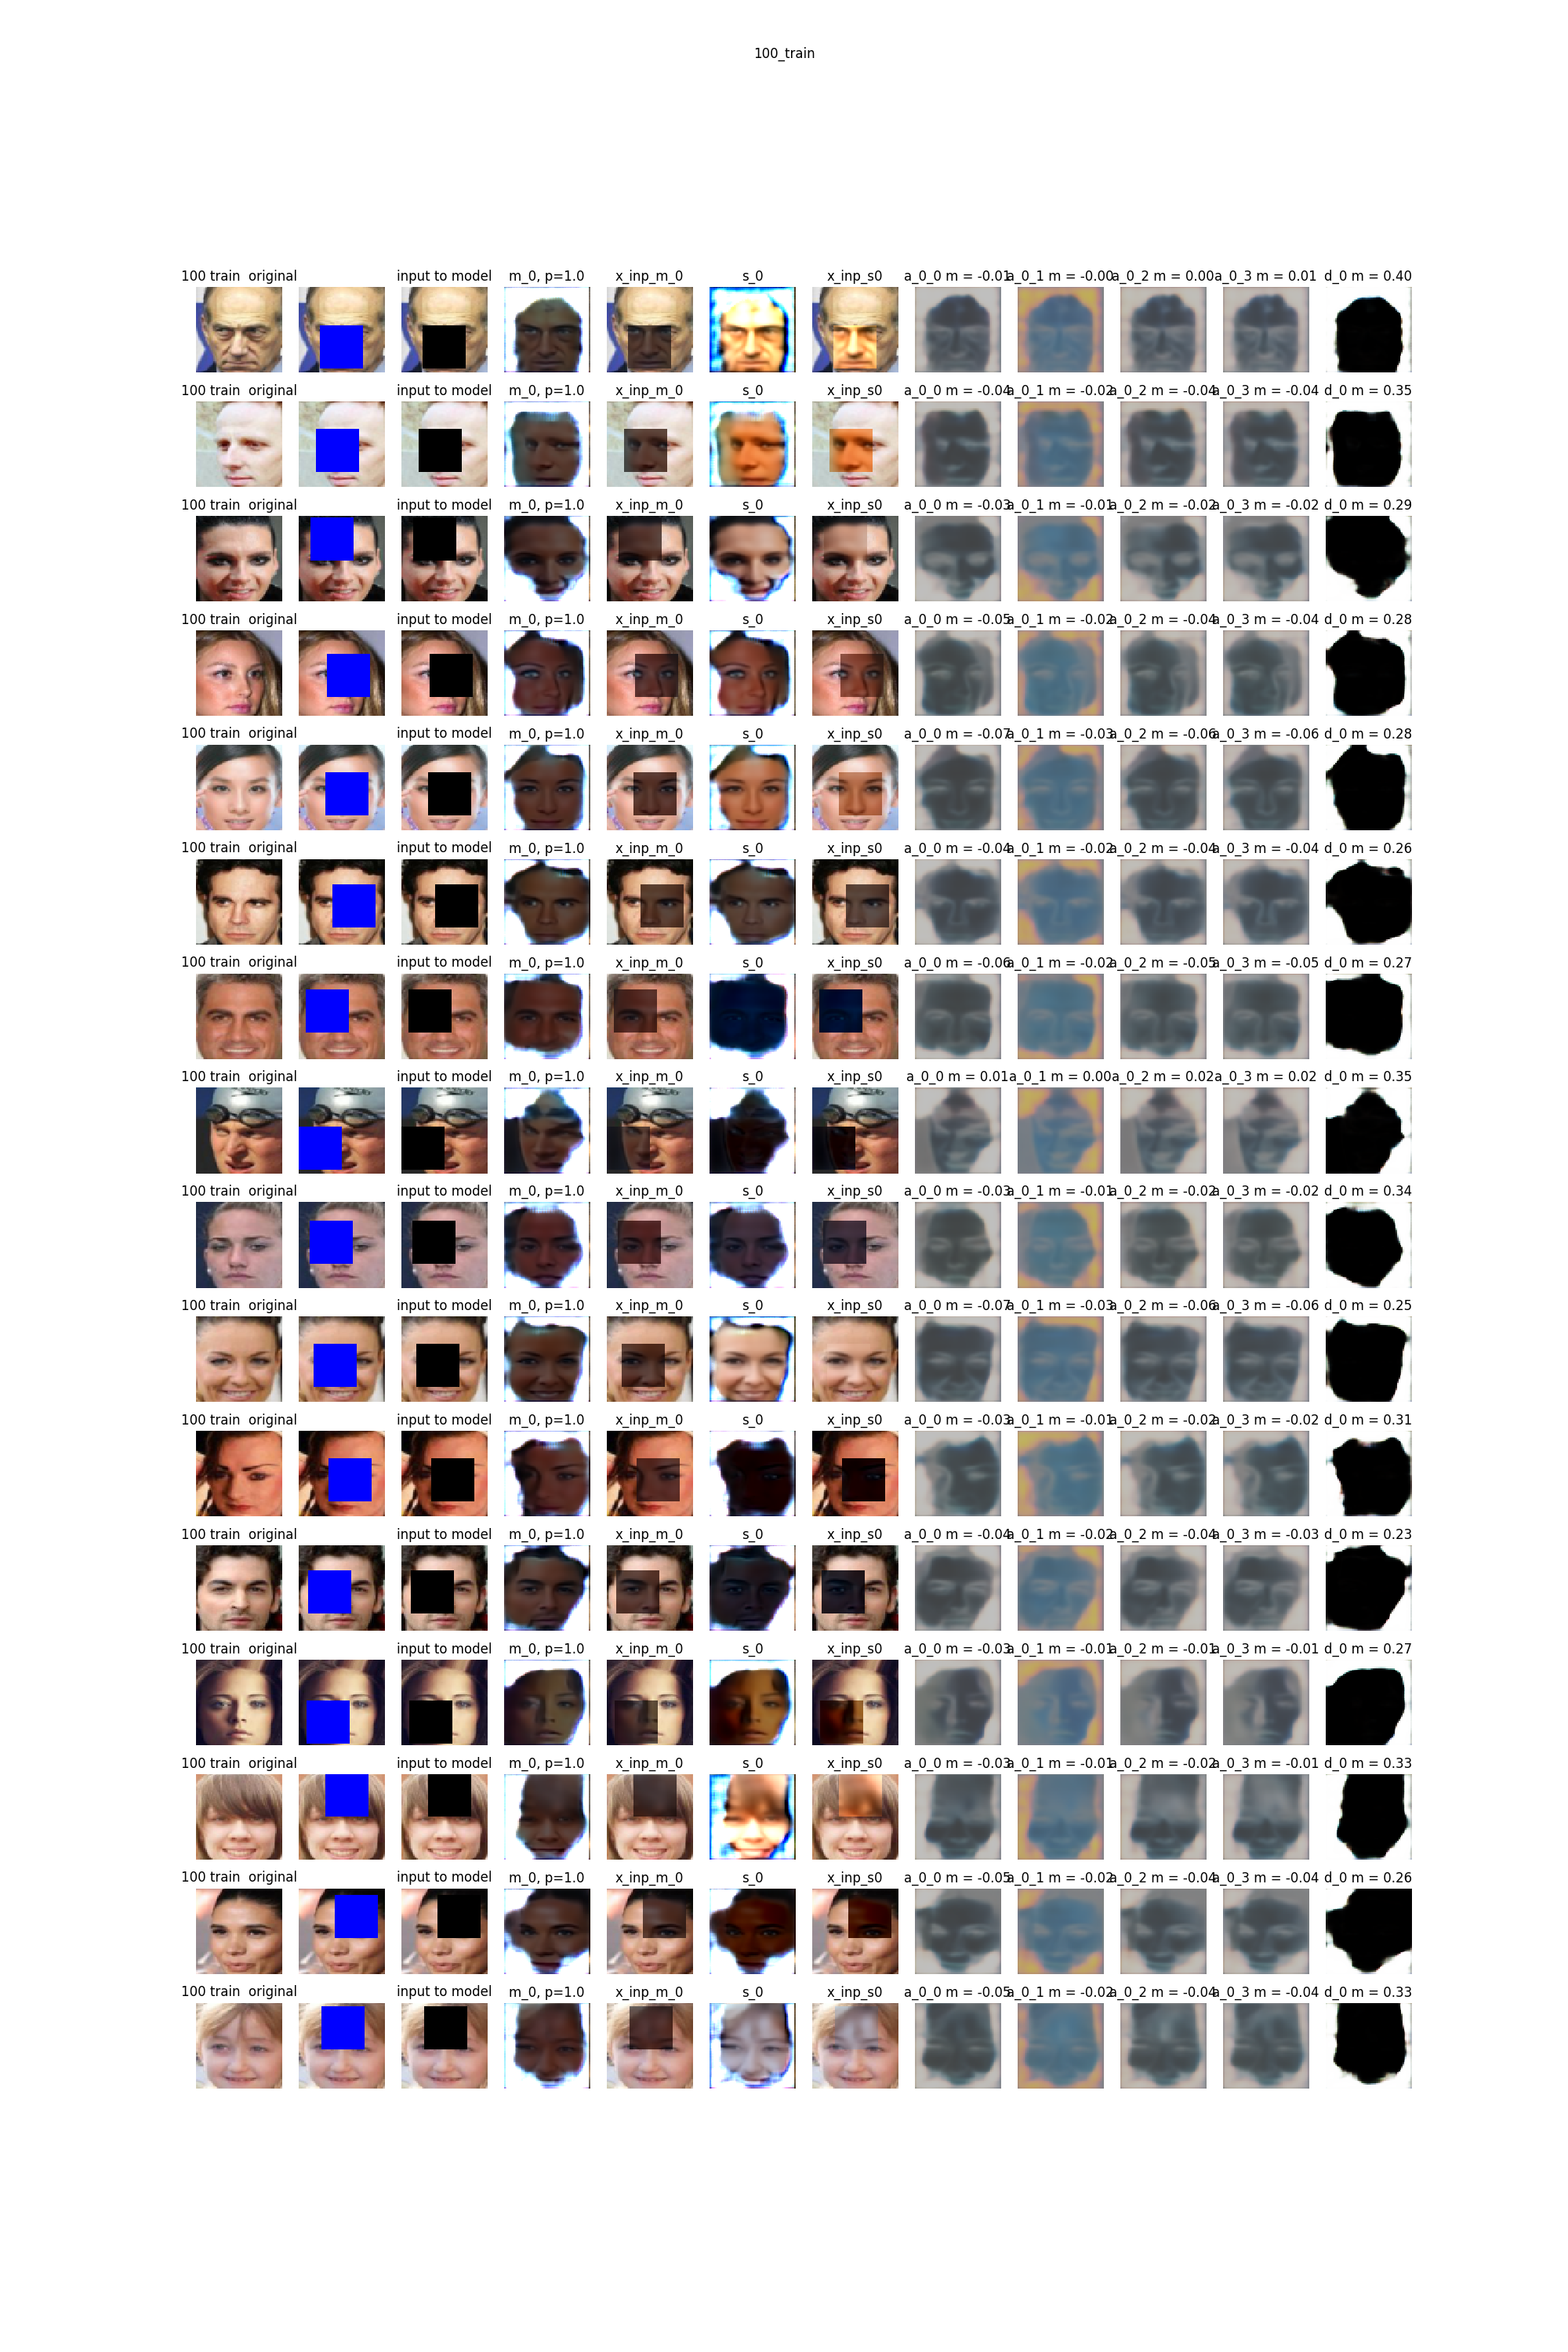 100_train
100 train  original input to model m_0, p=1.0 x_inp_m_0 s_0 x_inp_s0 a_0_0 m = -0.01 a_0_1 m = -0.00 a_0_2 m = 0.00 a_0_3 m = 0.01 d_0 m = 0.40
100 train  original input to model m_0, p=1.0 x_inp_m_0 s_0 x_inp_s0 a_0_0 m = -0.04 a_0_1 m = -0.02 a_0_2 m = -0.04 a_0_3 m = -0.04 d_0 m = 0.35
100 train  original input to model m_0, p=1.0 x_inp_m_0 s_0 x_inp_s0 a_0_0 m = -0.03 a_0_1 m = -0.01 a_0_2 m = -0.02 a_0_3 m = -0.02 d_0 m = 0.29
100 train  original input to model m_0, p=1.0 x_inp_m_0 s_0 x_inp_s0 a_0_0 m = -0.05 a_0_1 m = -0.02 a_0_2 m = -0.04 a_0_3 m = -0.04 d_0 m = 0.28
100 train  original input to model m_0, p=1.0 x_inp_m_0 s_0 x_inp_s0 a_0_0 m = -0.07 a_0_1 m = -0.03 a_0_2 m = -0.06 a_0_3 m = -0.06 d_0 m = 0.28
100 train  original input to model m_0, p=1.0 x_inp_m_0 s_0 x_inp_s0 a_0_0 m = -0.04 a_0_1 m = -0.02 a_0_2 m = -0.04 a_0_3 m = -0.04 d_0 m = 0.26
100 train  original input to model m_0, p=1.0 x_inp_m_0 s_0 x_inp_s0 a_0_0 m = -0.06 a_0_1 m = -0.02 a_0_2 m = -0.05 a_0_3 m = -0.05 d_0 m = 0.27
100 train  original input to model m_0, p=1.0 x_inp_m_0 s_0 x_inp_s0 a_0_0 m = 0.01 a_0_1 m = 0.00 a_0_2 m = 0.02 a_0_3 m = 0.02 d_0 m = 0.35
100 train  original input to model m_0, p=1.0 x_inp_m_0 s_0 x_inp_s0 a_0_0 m = -0.03 a_0_1 m = -0.01 a_0_2 m = -0.02 a_0_3 m = -0.02 d_0 m = 0.34
100 train  original input to model m_0, p=1.0 x_inp_m_0 s_0 x_inp_s0 a_0_0 m = -0.07 a_0_1 m = -0.03 a_0_2 m = -0.06 a_0_3 m = -0.06 d_0 m = 0.25
100 train  original input to model m_0, p=1.0 x_inp_m_0 s_0 x_inp_s0 a_0_0 m = -0.03 a_0_1 m = -0.01 a_0_2 m = -0.02 a_0_3 m = -0.02 d_0 m = 0.31
100 train  original input to model m_0, p=1.0 x_inp_m_0 s_0 x_inp_s0 a_0_0 m = -0.04 a_0_1 m = -0.02 a_0_2 m = -0.04 a_0_3 m = -0.03 d_0 m = 0.23
100 train  original input to model m_0, p=1.0 x_inp_m_0 s_0 x_inp_s0 a_0_0 m = -0.03 a_0_1 m = -0.01 a_0_2 m = -0.01 a_0_3 m = -0.01 d_0 m = 0.27
100 train  original input to model m_0, p=1.0 x_inp_m_0 s_0 x_inp_s0 a_0_0 m = -0.03 a_0_1 m = -0.01 a_0_2 m = -0.02 a_0_3 m = -0.01 d_0 m = 0.33
100 train  original input to model m_0, p=1.0 x_inp_m_0 s_0 x_inp_s0 a_0_0 m = -0.05 a_0_1 m = -0.02 a_0_2 m = -0.04 a_0_3 m = -0.04 d_0 m = 0.26
100 train  original input to model m_0, p=1.0 x_inp_m_0 s_0 x_inp_s0 a_0_0 m = -0.05 a_0_1 m = -0.02 a_0_2 m = -0.04 a_0_3 m = -0.04 d_0 m = 0.33